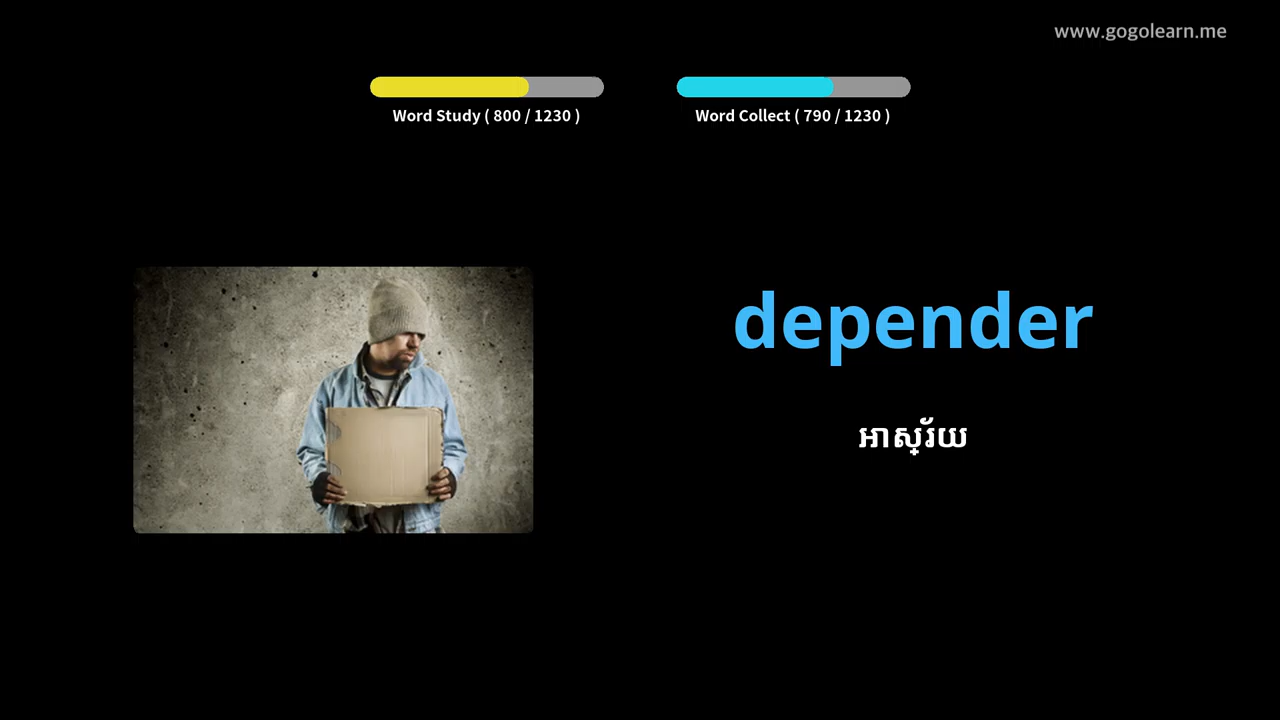 www.gogolearn.me
Word Study ( 800 / 1230 )
Word Collect ( 790 / 1230 )
depender
អាស្រ័យ